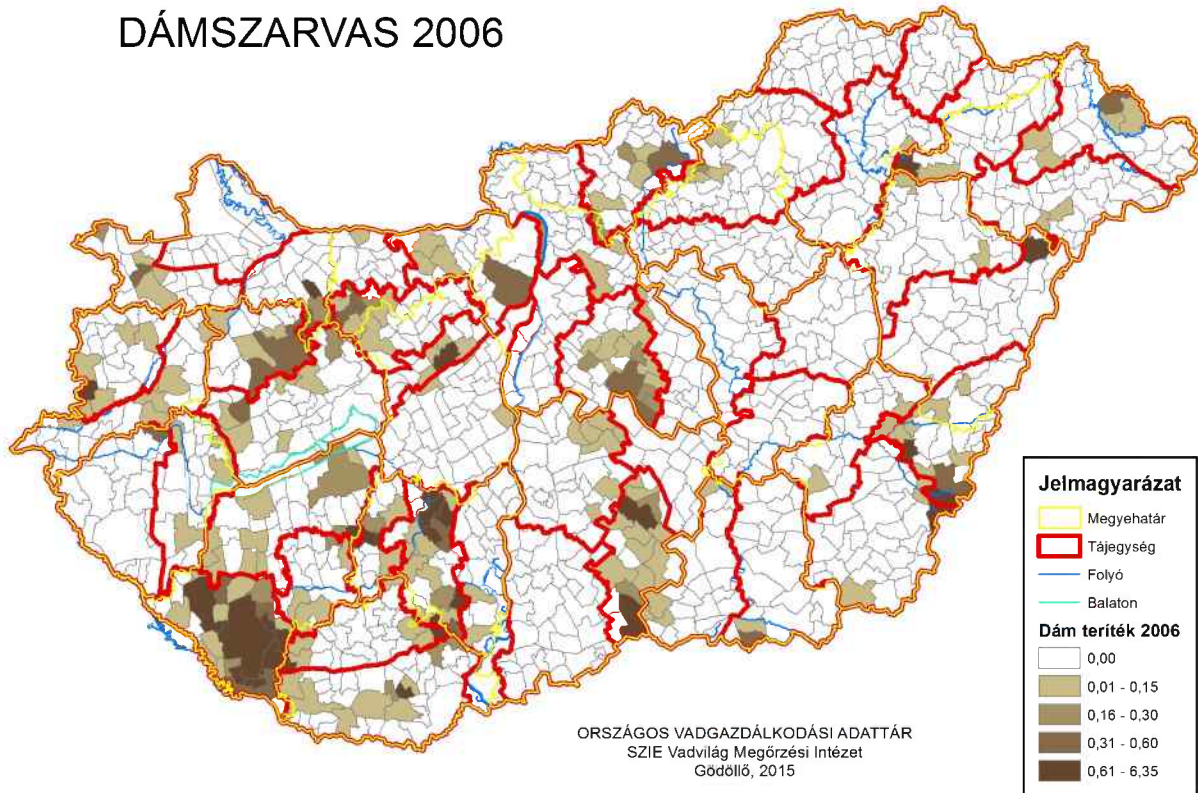 DÁMSZARVAS 2006
Jelmagyarázat
Megyehatár
Tájegység
Folyó
Balaton
Dám teríték 2006
0,00
0,01 - 0,15
0,16 - 0,30
0,31 - 0,60
0,61 - 6,35
ORSZÁGOS VADGAZDÁLKODÁSI ADATTÁR
SZIE Vadvilág Megőrzési Intézet
Gödöllő, 2015